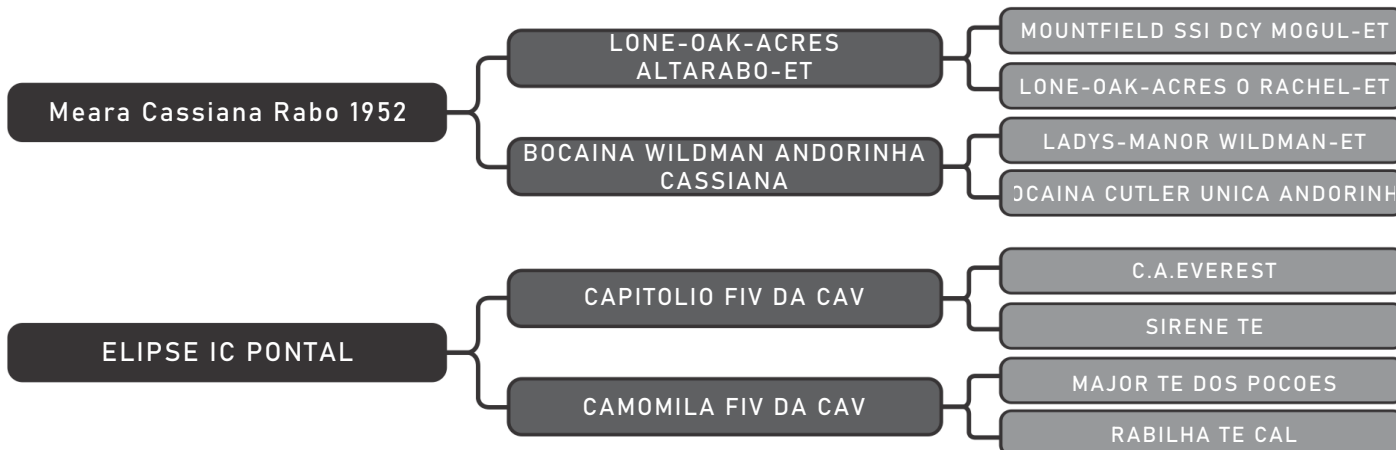 MOUNTFIELD SSI DCY MOGUL-ET
LONE-OAK-ACRES
ALTARABO-ET
LONE-OAK-ACRES O RACHEL-ET
Meara Cassiana Rabo 1952
LADYS-MANOR WILDMAN-ET
BOCAINA WILDMAN ANDORINHA
CASSIANA
CUTLER UNICA
C.A.EVEREST
CAPITOLIO FIV DA CAV
SIRENE TE
ELIPSE IC PONTAL
MAJOR TE DOS POCOES
CAMOMILA FIV DA CAV
RABILHA TE CAL